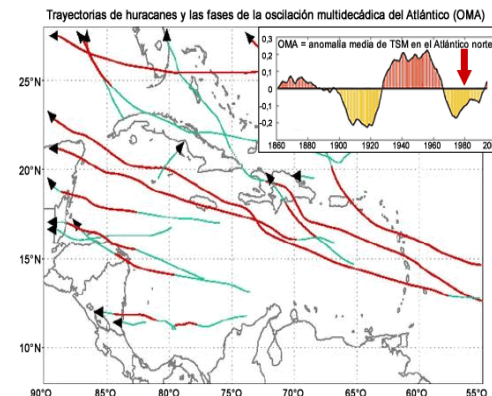 Trayectorias de huracanes y las fases de la oscilación multidecádica del Atlántico (OMA)
OMA = anomalia media de TSM en el Atlántico norte
0,3
0,2
0,1
0
-0,1
-0,2
1860 1880 1900 1920 1940 1960 1980 20
25°N
20°N
15°N
10°N
90°O 85°O 80°O 75°O 70°O 65°O 60°O 55°O